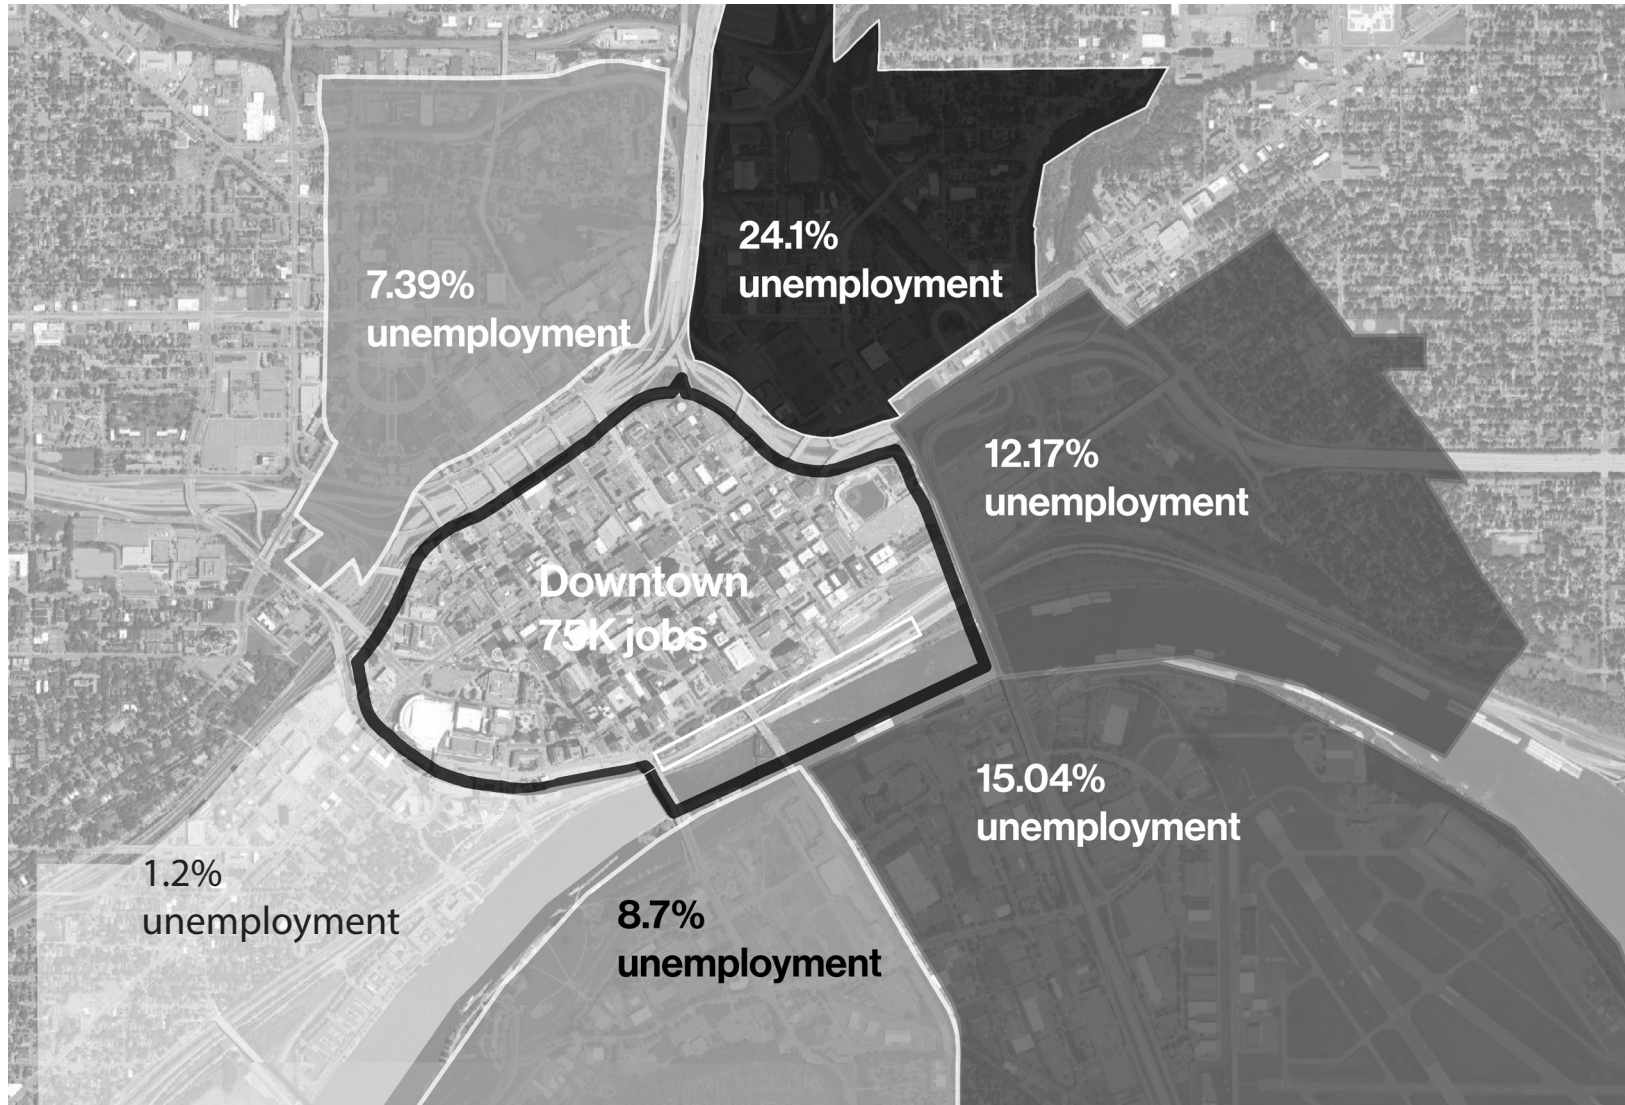 24.1%
unemployment
7.39%
unemployment
12.17%
unemployment
Downtown
75K jobs
15.04%
unemployment
1.2%
unemployment
8.7%
unemployment